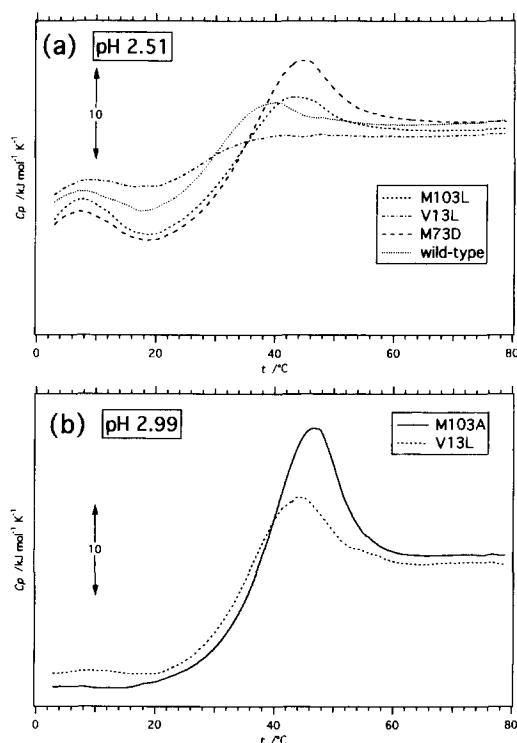 (a) pH 2.51
10
Cp /kJ mol⁻¹ K⁻¹
M103L
V13L
M73D
wild-type
0 20 40 60 80
t /°C
(b) pH 2.99
M103A
V13L
10
Cp /kJ mol⁻¹ K⁻¹
0 20 40 60 80
t /°C